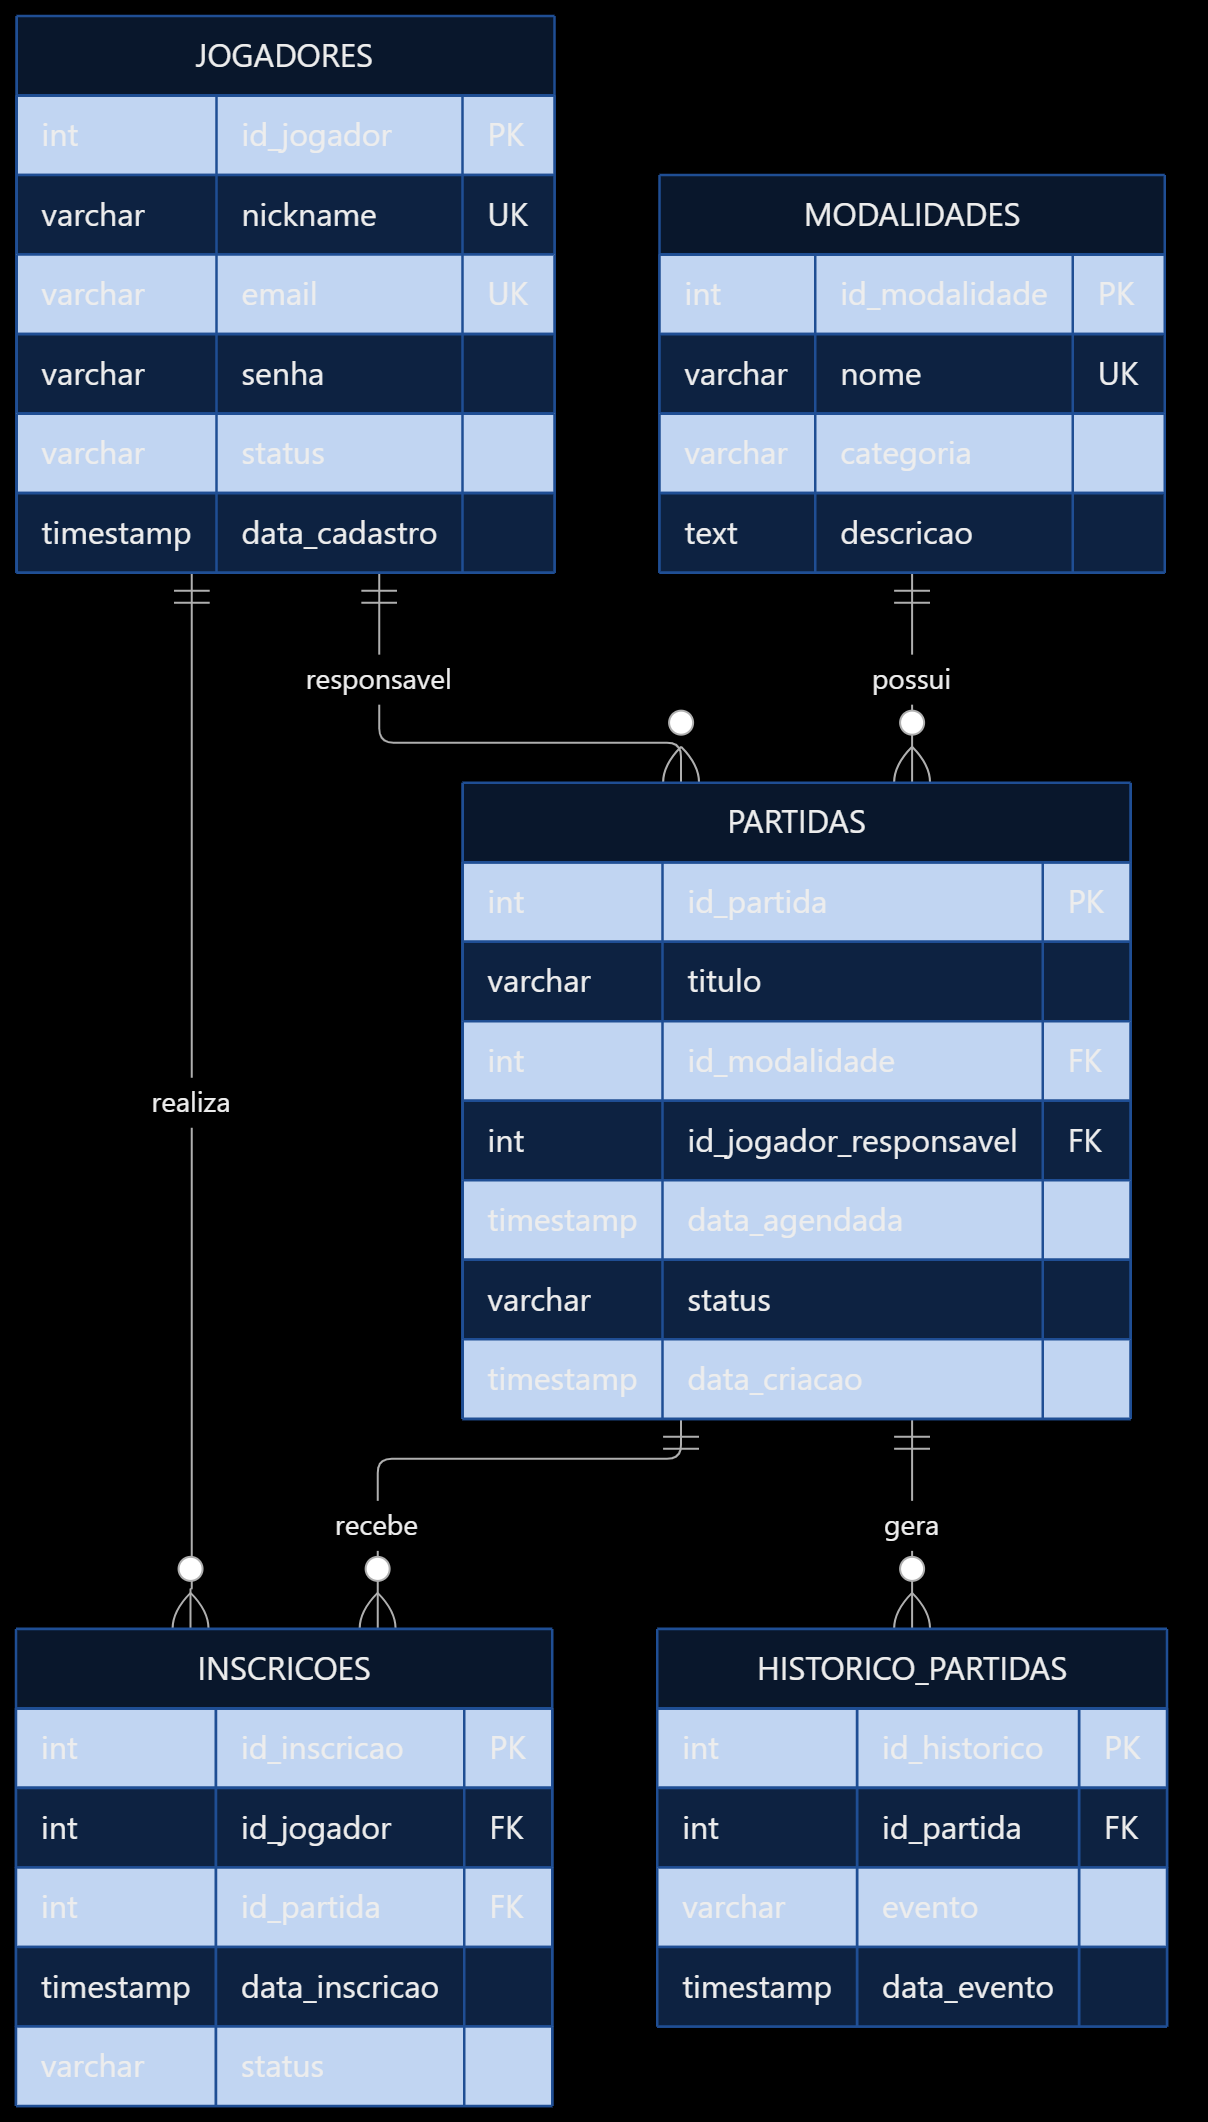 JOGADORES
int id_jogador PK
varchar nickname UK
varchar email UK
varchar senha
varchar status
timestamp data_cadastro
MODALIDADES
int id_modalidade PK
varchar nome UK
varchar categoria
text descricao
responsavel
possui
PARTIDAS
int id_partida PK
varchar titulo
int id_modalidade FK
int id_jogador_responsavel FK
timestamp data_agendada
varchar status
timestamp data_criacao
realiza
recebe
gera
INSCRICOES
int id_inscricao PK
int id_jogador FK
int id_partida FK
timestamp data_inscricao
varchar status
HISTORICO_PARTIDAS
int id_historico PK
int id_partida FK
varchar evento
timestamp data_evento